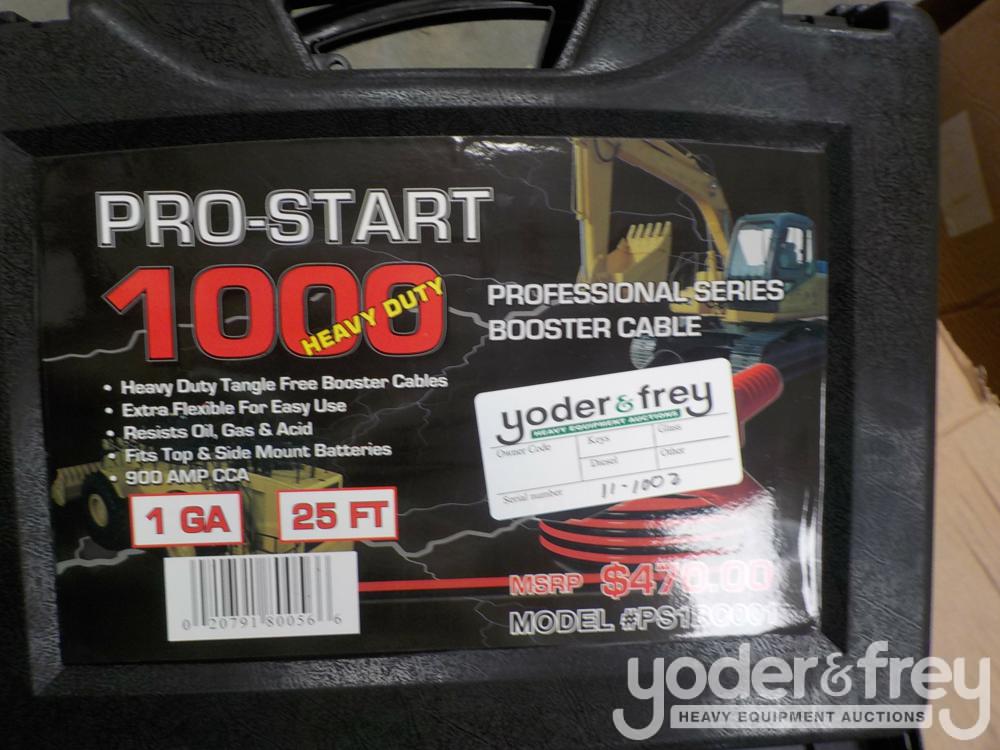 PRO-START
1000
HEAVY DUTY
PROFESSIONAL SERIES
BOOSTER CABLE
• Heavy Duty Tangle Free Booster Cables
• Extra Flexible For Easy Use
• Resists Oil, Gas & Acid
• Fits Top & Side Mount Batteries
• 900 AMP CCA
1 GA
25 FT
yoder & frey
HEAVY EQUIPMENT AUCTIONS
Owner Code
Keys
Glass
Diesel
Other
Serial number
11-1002
0 20791 80056 6
MSRP $470.00
MODEL
yoder & frey
HEAVY EQUIPMENT AUCTIONS